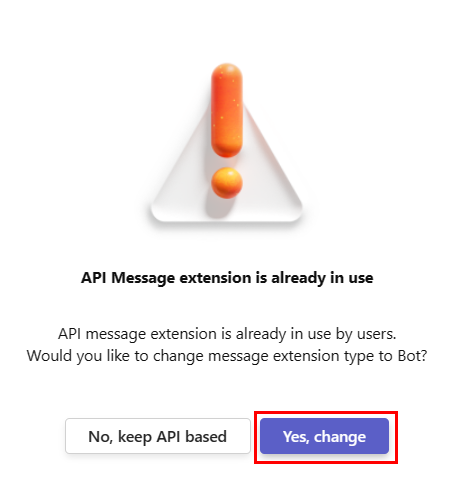 API Message extension is already in use
API message extension is already in use by users.
Would you like to change message extension type to Bot?
No, keep API based
Yes, change